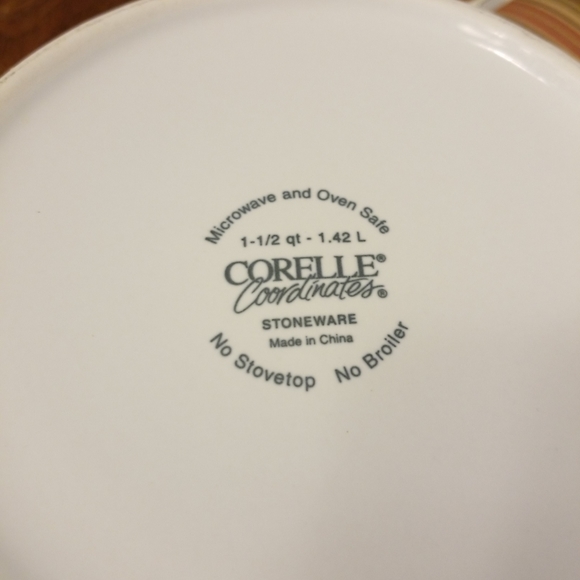 Microwave and Oven Safe
1-1/2 qt - 1.42 L
CORELLE®
Coordinates®
STONEWARE
Made in China
No Stovetop No Broiler